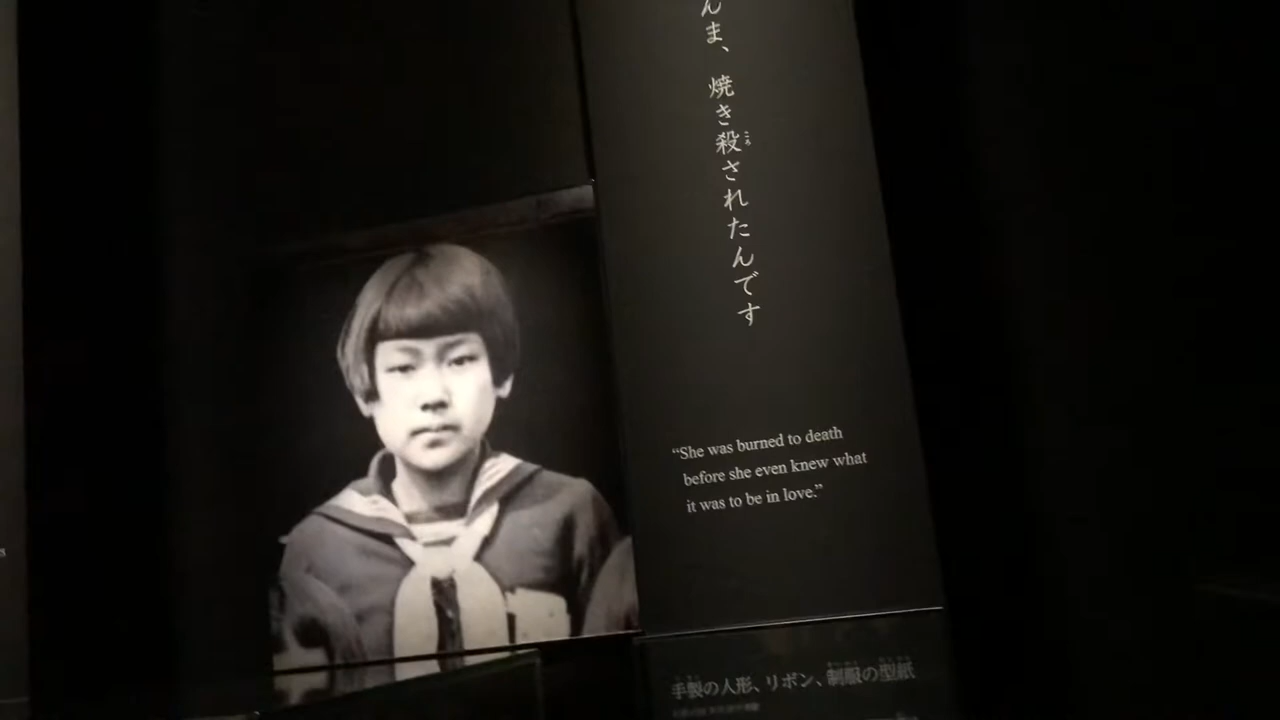 んま、焼き殺されたんです
“She was burned to death
before she even knew what
it was to be in love.”
手製の人形、リボン、制服の型紙